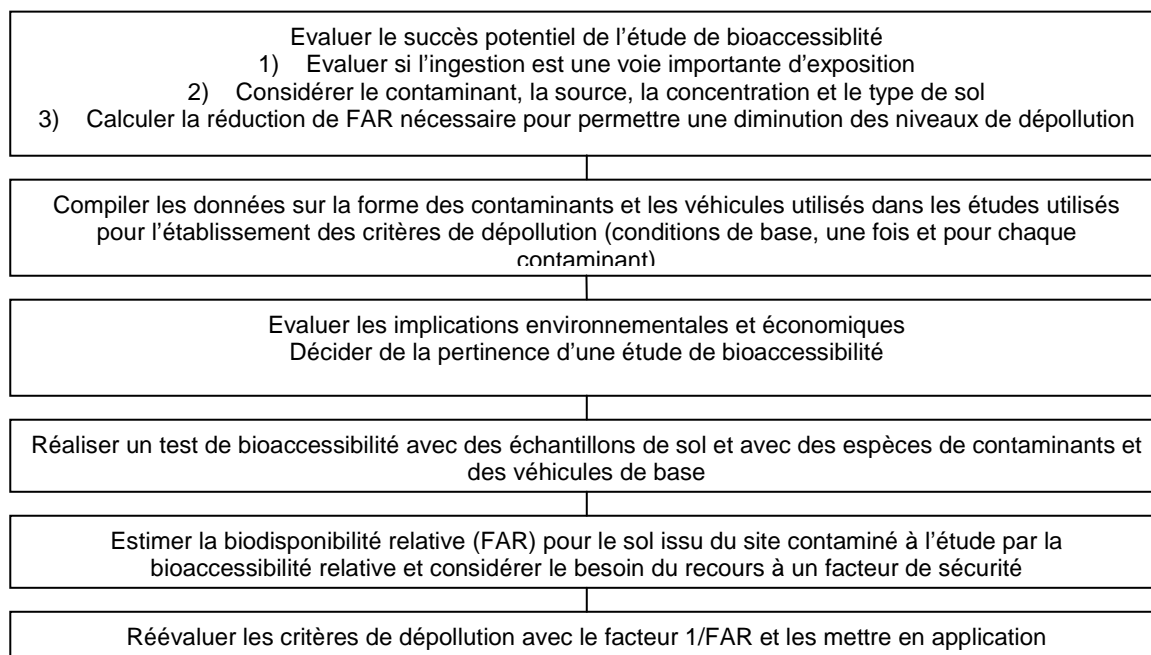 Evaluer le succès potentiel de l'étude de bioaccessiblité
1) Evaluer si l'ingestion est une voie importante d'exposition
2) Considérer le contaminant, la source, la concentration et le type de sol
3) Calculer la réduction de FAR nécessaire pour permettre une diminution des niveaux de dépollution
Compiler les données sur la forme des contaminants et les véhicules utilisés dans les études utilisés
pour l'établissement des critères de dépollution (conditions de base, une fois et pour chaque
contaminant)
Evaluer les implications environnementales et économiques
Décider de la pertinence d'une étude de bioaccessibilité
Réaliser un test de bioaccessibilité avec des échantillons de sol et avec des espèces de contaminants et
des véhicules de base
Estimer la biodisponibilité relative (FAR) pour le sol issu du site contaminé à l'étude par la
bioaccessibilité relative et considérer le besoin du recours à un facteur de sécurité
Réévaluer les critères de dépollution avec le facteur 1/FAR et les mettre en application